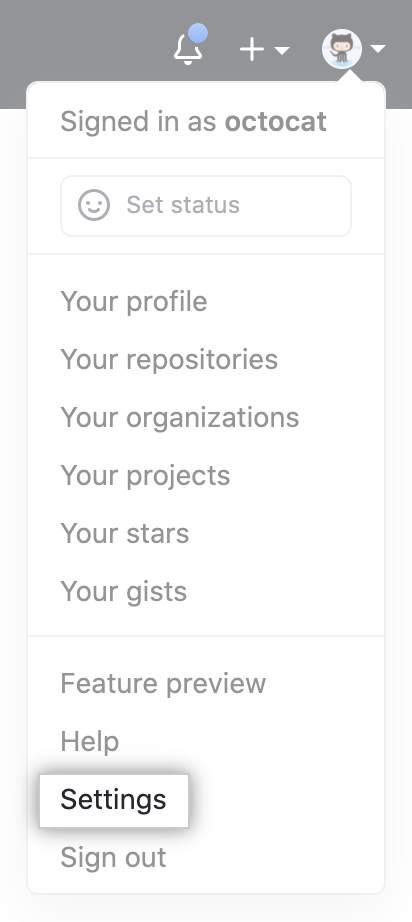 Signed in as octocat
Set status
Your profile
Your repositories
Your organizations
Your projects
Your stars
Your gists
Feature preview
Help
Settings
Sign out